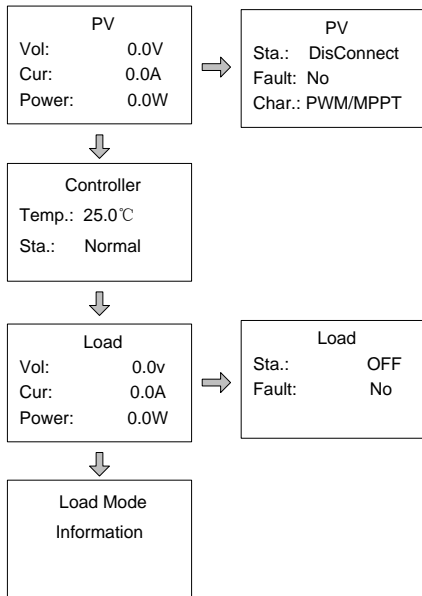 PV
Vol: 0.0V
Cur: 0.0A
Power: 0.0W
PV
Sta.: DisConnect
Fault: No
Char.: PWM/MPPT
Controller
Temp.: 25.0℃
Sta.: Normal
Load
Vol: 0.0v
Cur: 0.0A
Power: 0.0W
Load
Sta.: OFF
Fault: No
Load Mode
Information